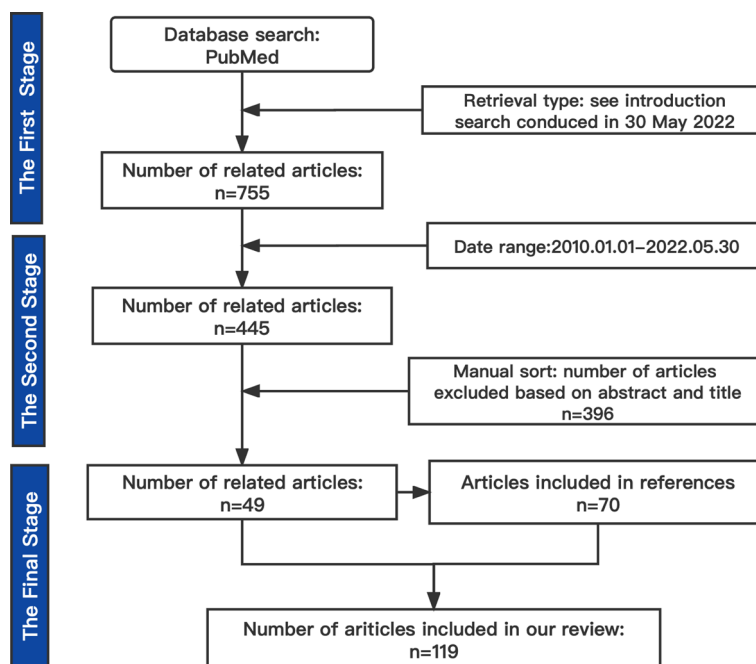 The First Stage
Database search:
PubMed
Retrieval type: see introduction
search conduced in 30 May 2022
Number of related articles:
n=755
The Second Stage
Date range:2010.01.01-2022.05.30
Number of related articles:
n=445
Manual sort: number of articles
excluded based on abstract and title
n=396
The Final Stage
Number of related articles:
n=49
Articles included in references
n=70
Number of ariticles included in our review:
n=119